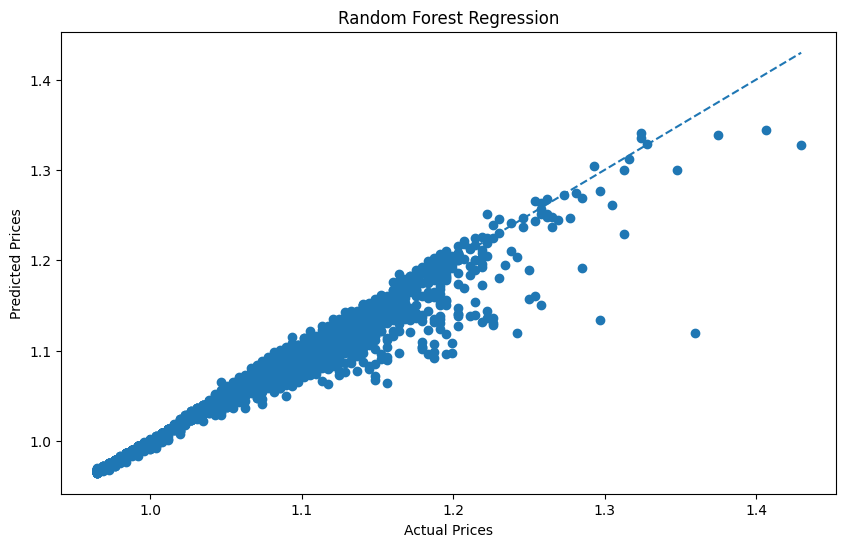 Random Forest Regression
1.4
1.3
1.2
1.1
1.0
Predicted Prices
1.0 1.1 1.2 1.3 1.4
Actual Prices